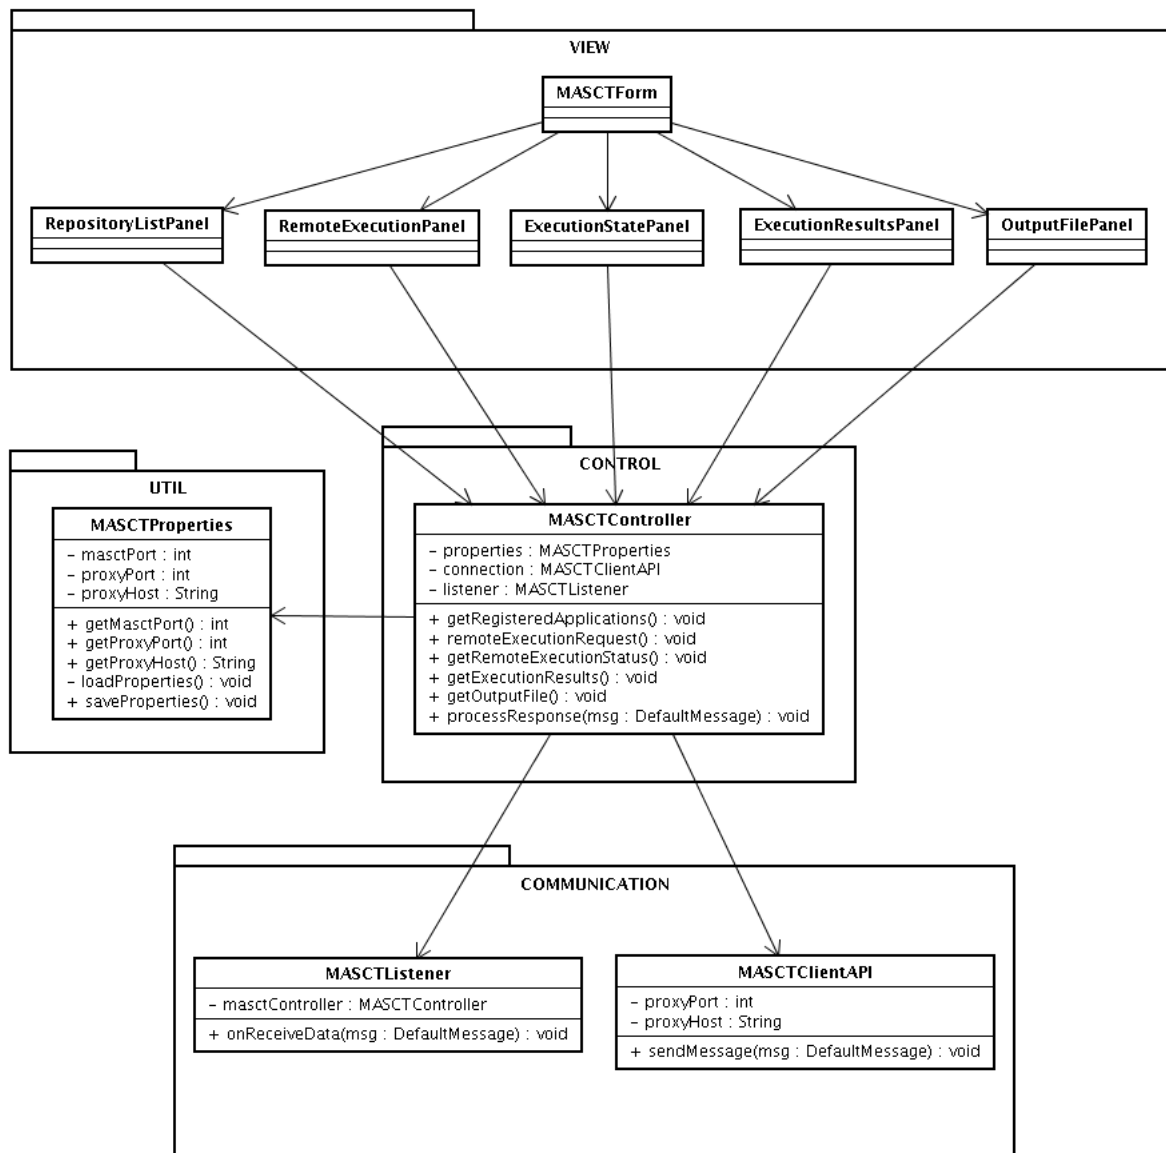 VIEW
MASCTForm
RepositoryListPanel
RemoteExecutionPanel
ExecutionStatePanel
ExecutionResultsPanel
OutputFilePanel
UTIL
MASCTProperties
- masctPort : int
- proxyPort : int
- proxyHost : String
+ getMasctPort() : int
+ getProxyPort() : int
+ getProxyHost() : String
- loadProperties() : void
+ saveProperties() : void
CONTROL
MASCTController
- properties : MASCTProperties
- connection : MASCTClientAPI
- listener : MASCTListener
+ getRegisteredApplications() : void
+ remoteExecutionRequest() : void
+ getRemoteExecutionStatus() : void
+ getExecutionResults() : void
+ getOutputFile() : void
+ processResponse(msg : DefaultMessage) : void
COMMUNICATION
MASCTListener
- masctController : MASCTController
+ onReceiveData(msg : DefaultMessage) : void
MASCTClientAPI
- proxyPort : int
- proxyHost : String
+ sendMessage(msg : DefaultMessage) : void